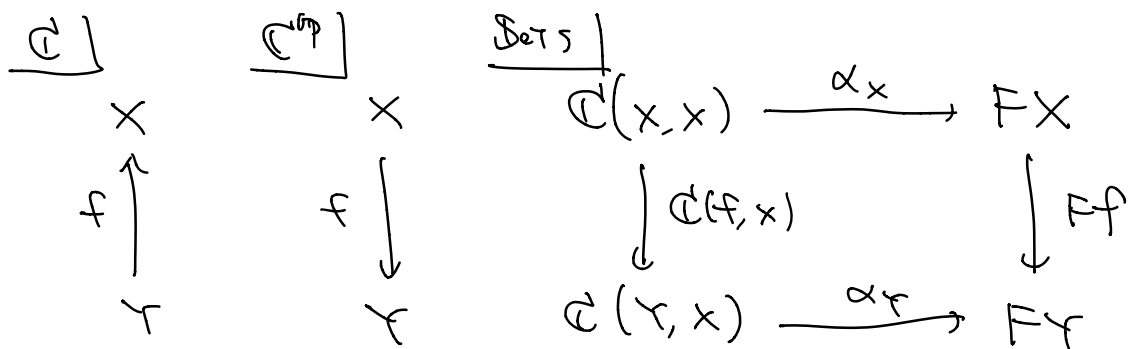 ℂ ℂ^op Sets
X X ℂ(X, X) α_X FX
f f ℂ(f, X) Ff
Y Y ℂ(Y, X) α_Y FY